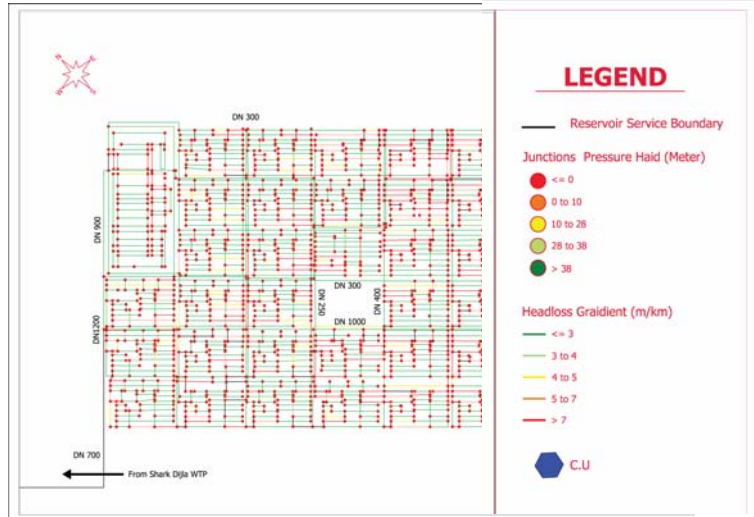 DN 300
DN 900
DN 300
DN 250
DN 400
DN1200
DN 1000
DN 700
From Shark Dijla WTP
LEGEND
Reservoir Service Boundary
Junctions Pressure Haid (Meter)
<= 0
0 to 10
10 to 28
28 to 38
> 38
Headloss Graidient (m/km)
<= 3
3 to 4
4 to 5
5 to 7
> 7
C.U